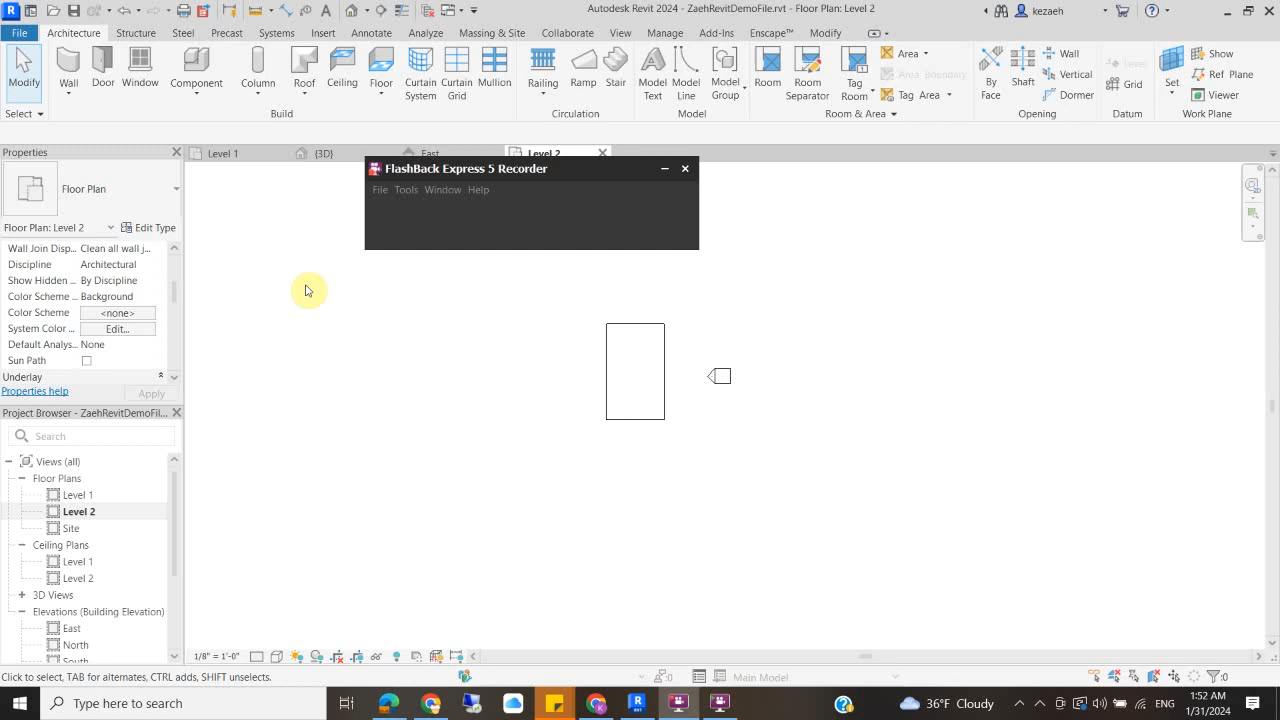 Autodesk Revit 2024 - ZaehRevitDemoFile.rvt - Floor Plan: Level 2
kezaeh
File Architecture Structure Steel Precast Systems Insert Annotate Analyze Massing & Site Collaborate View Manage Add-Ins Enscape™ Modify
Modify
Wall
Door
Window
Component
Column
Roof
Ceiling
Floor
Curtain System
Curtain Grid
Mullion
Railing
Ramp
Stair
Model Text
Model Line
Model Group
Room
Room Separator
Tag Room
Area
Area Boundary
Tag Area
By Face
Shaft
Wall
Vertical
Dormer
Level
Grid
Set
Show
Ref Plane
Viewer
Select Build Circulation Model Room & Area Opening Datum Work Plane
Properties
Level 1 {3D} East Level 2
Floor Plan
Floor Plan: Level 2 Edit Type
Wall Join Disp... Clean all wall j...
Discipline Architectural
Show Hidden ... By Discipline
Color Scheme ... Background
Color Scheme <none>
System Color ... Edit...
Default Analys... None
Sun Path
Underlay
Properties help Apply
FlashBack Express 5 Recorder
File Tools Window Help
Project Browser - ZaehRevitDemoFil...
Search
Views (all)
Floor Plans
Level 1
Level 2
Site
Ceiling Plans
Level 1
Level 2
3D Views
Elevations (Building Elevation)
East
North
South
1/8" = 1'-0"
Click to select, TAB for alternates, CTRL adds, SHIFT unselects.
:0
Main Model
:0
Type here to search
36°F Cloudy
ENG
1:52 AM
1/31/2024